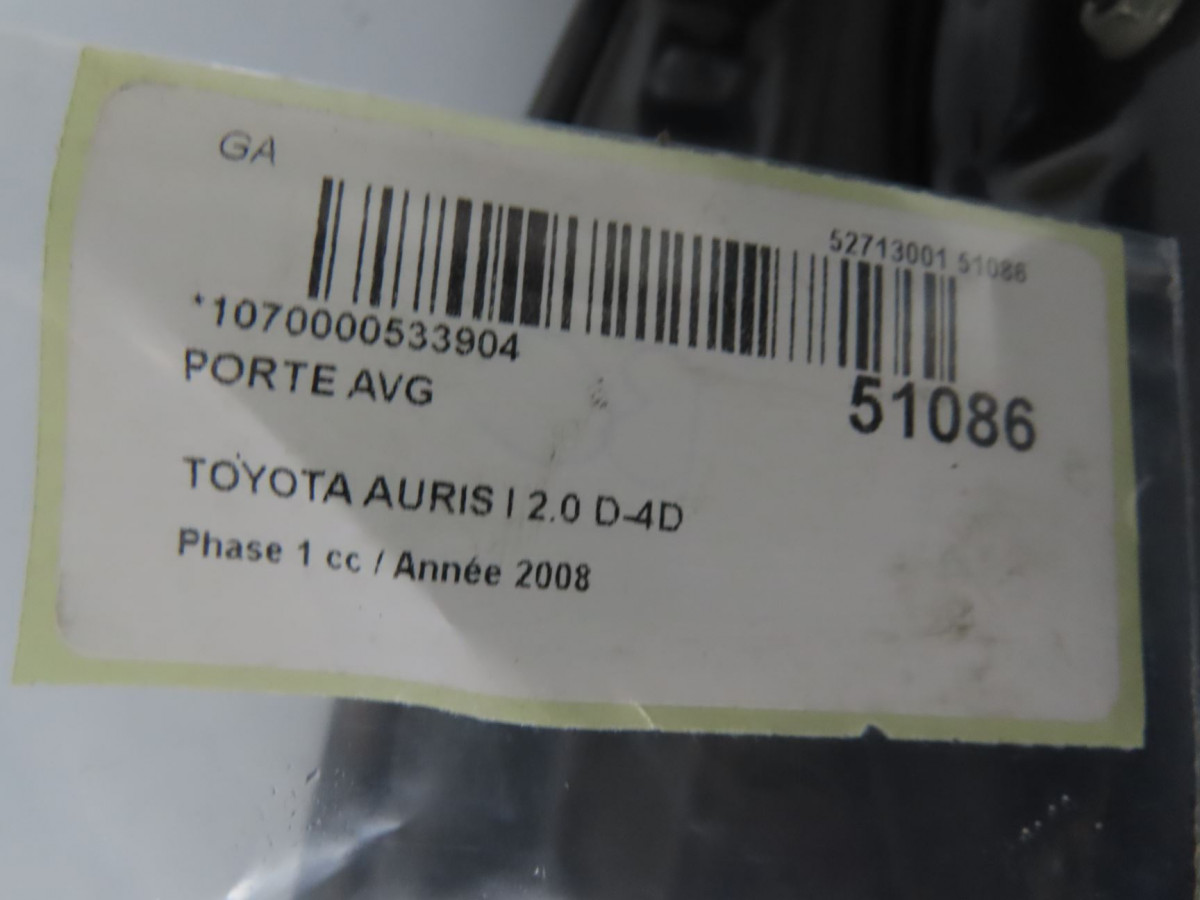 GA
52713001 51086
*1070000533904
PORTE AVG
51086
TOYOTA AURIS I 2.0 D-4D
Phase 1 cc / Année 2008